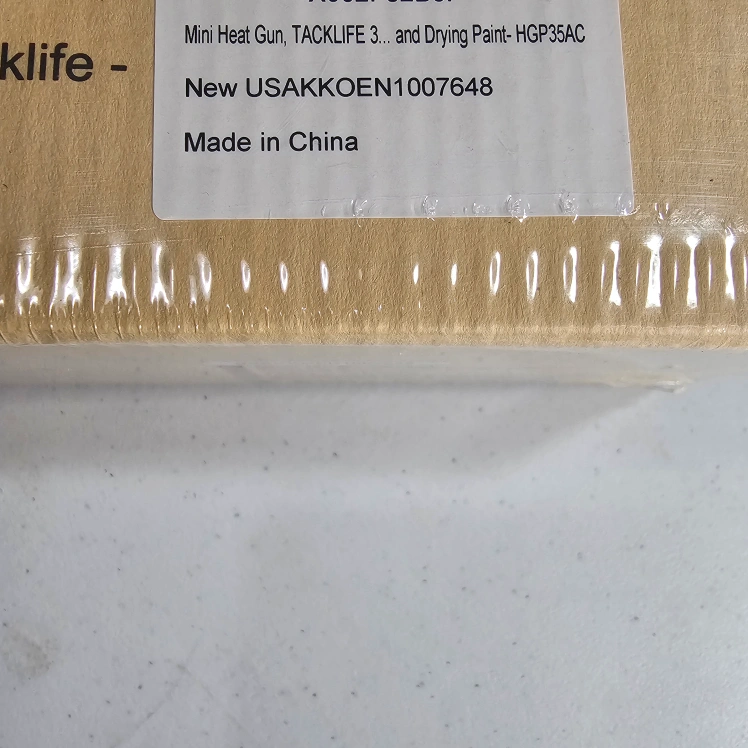 Mini Heat Gun, TACKLIFE 3... and Drying Paint- HGP35AC
klife -
New USAKKOEN1007648
Made in China